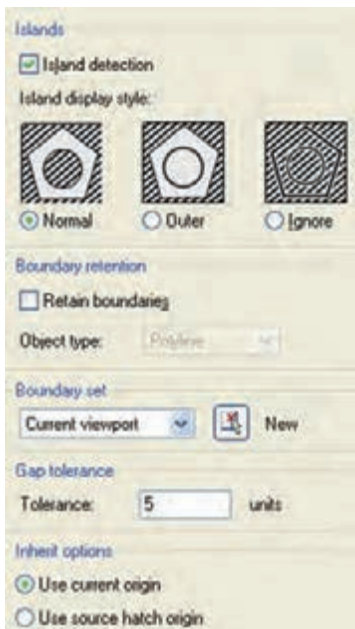 Islands
Island detection
Island display style:
Normal Outer Ignore
Boundary retention
Retain boundaries
Object type: Polyline
Boundary set
Current viewport New
Gap tolerance
Tolerance: 5 units
Inherit options
Use current origin
Use source hatch origin